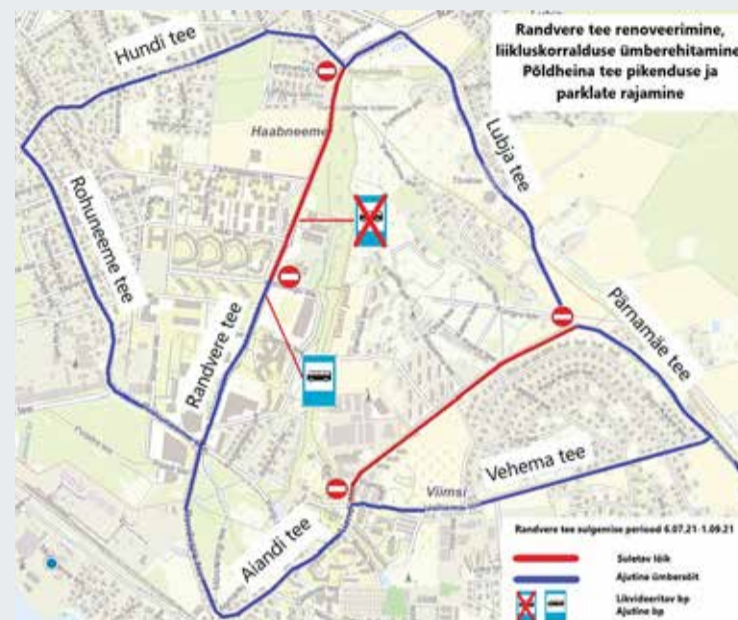 Randvere tee renoveerimine,
liikluskorralduse ümberehitamine
Põldheina tee pikenduse ja
parklate rajamine
Hundi tee
Haabneeme
Lubja tee
Rohuneeme tee
Randvere tee
Pärnamäe tee
Vehema tee
Viimsi
Aiandi tee
Randvere tee sulgemise periood 6.07.21-1.09.21
Suletav lõik
Ajutine ümbersõit
Likvideeritav bp
Ajutine bp